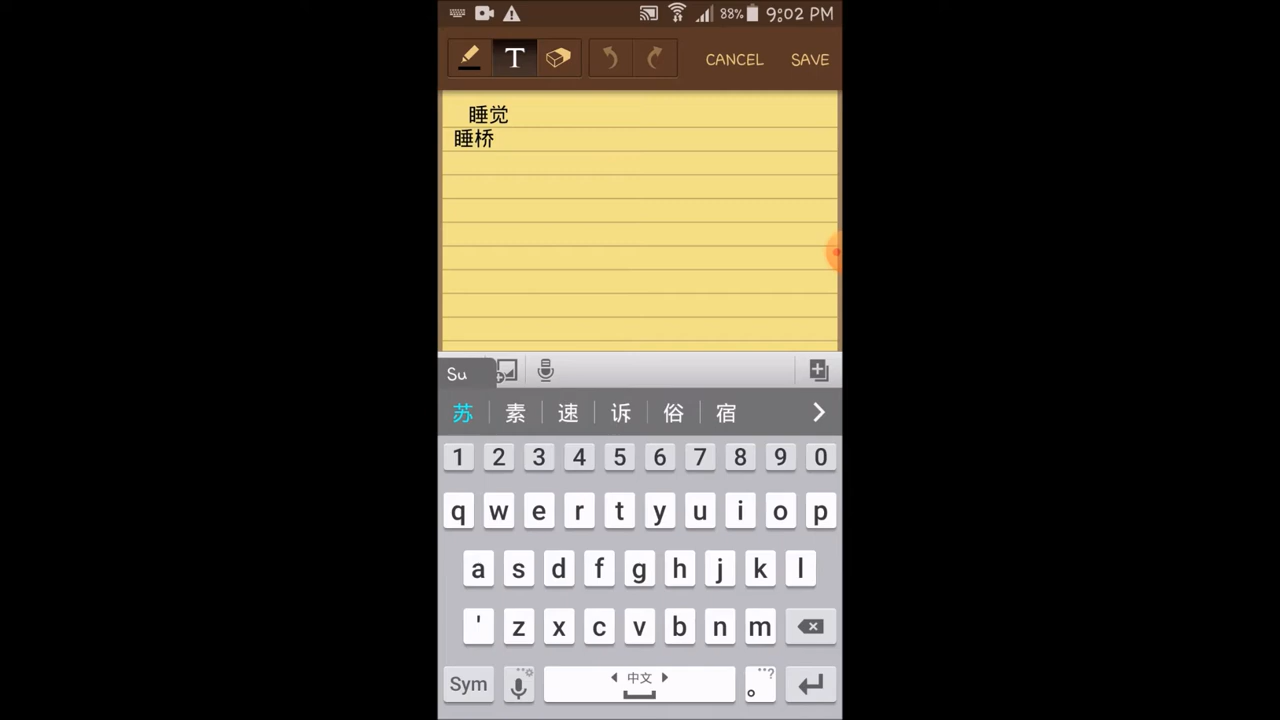 88% 9:02 PM
T CANCEL SAVE
睡觉
睡桥
Su
苏 素 速 诉 俗 宿
1 2 3 4 5 6 7 8 9 0
q w e r t y u i o p
a s d f g h j k l
' z x c v b n m
Sym 中文 。 ?